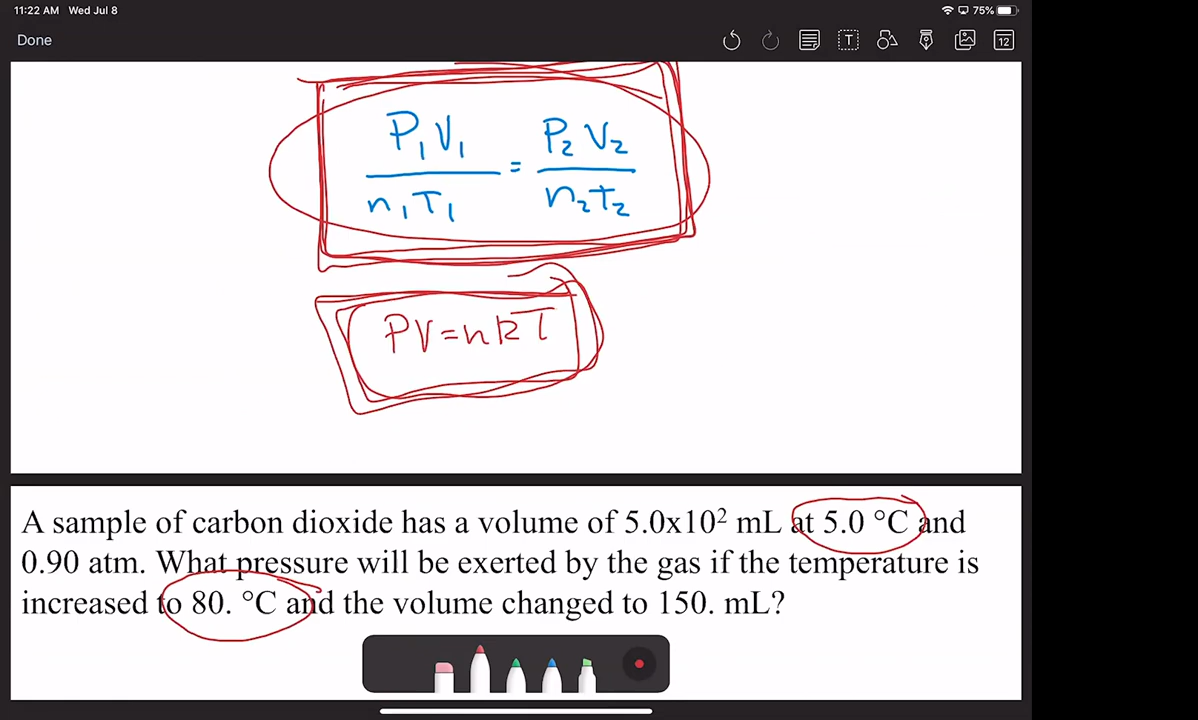 11:22 AM Wed Jul 8 75%
Done
T 12
P₁V₁ / n₁T₁ = P₂V₂ / n₂T₂
PV=nRT
A sample of carbon dioxide has a volume of 5.0x10² mL at 5.0 °C and
0.90 atm. What pressure will be exerted by the gas if the temperature is
increased to 80. °C and the volume changed to 150. mL?